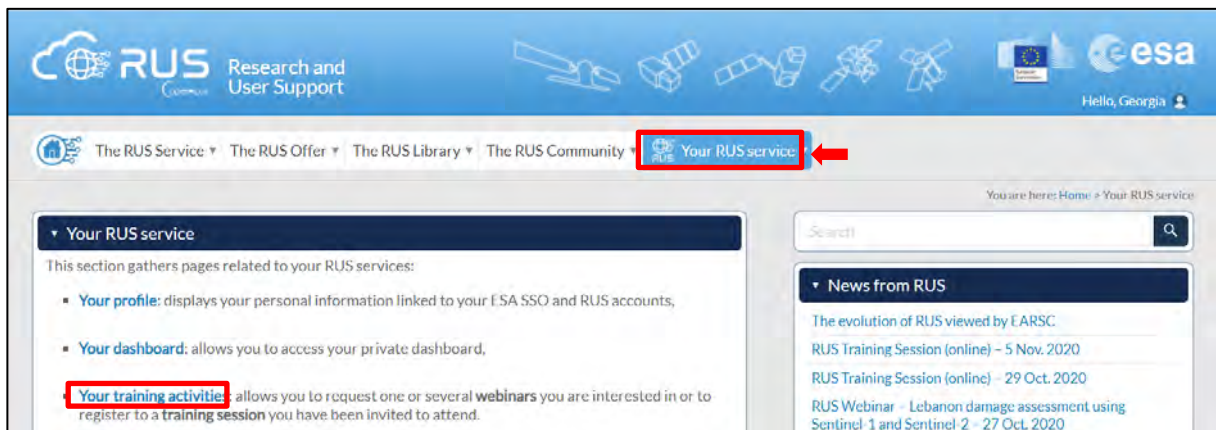 RUS
Copernicus
Research and
User Support
esa
Hello, Georgia
The RUS Service
The RUS Offer
The RUS Library
The RUS Community
RUS
Your RUS service
You are here: Home > Your RUS service
Your RUS service
This section gathers pages related to your RUS services:
Your profile: displays your personal information linked to your ESA SSO and RUS accounts,
Your dashboard: allows you to access your private dashboard,
Your training activities: allows you to request one or several webinars you are interested in or to
register to a training session you have been invited to attend.
Search
News from RUS
The evolution of RUS viewed by EARSC
RUS Training Session (online) – 5 Nov. 2020
RUS Training Session (online) – 29 Oct. 2020
RUS Webinar – Lebanon damage assessment using
Sentinel-1 and Sentinel-2 – 27 Oct. 2020